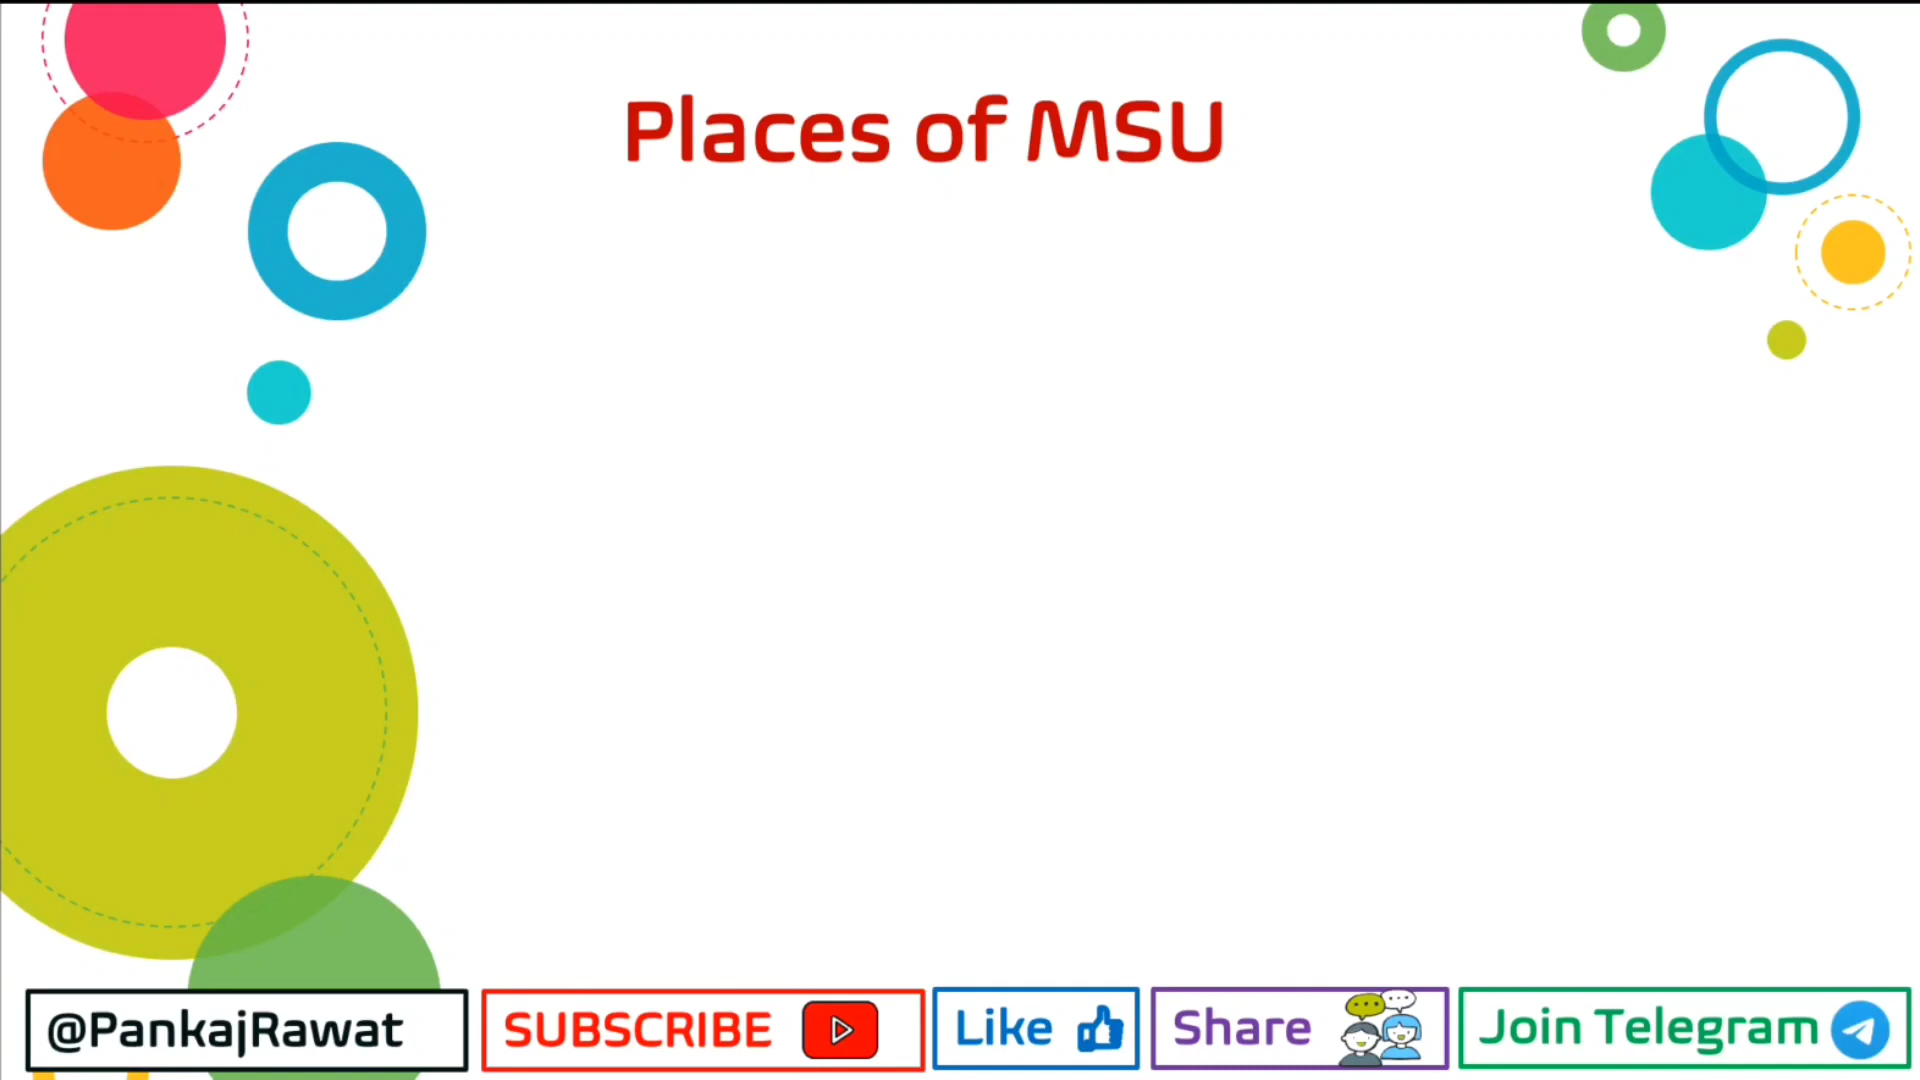 Places of MSU
@PankajRawat
SUBSCRIBE
Like
Share
Join Telegram